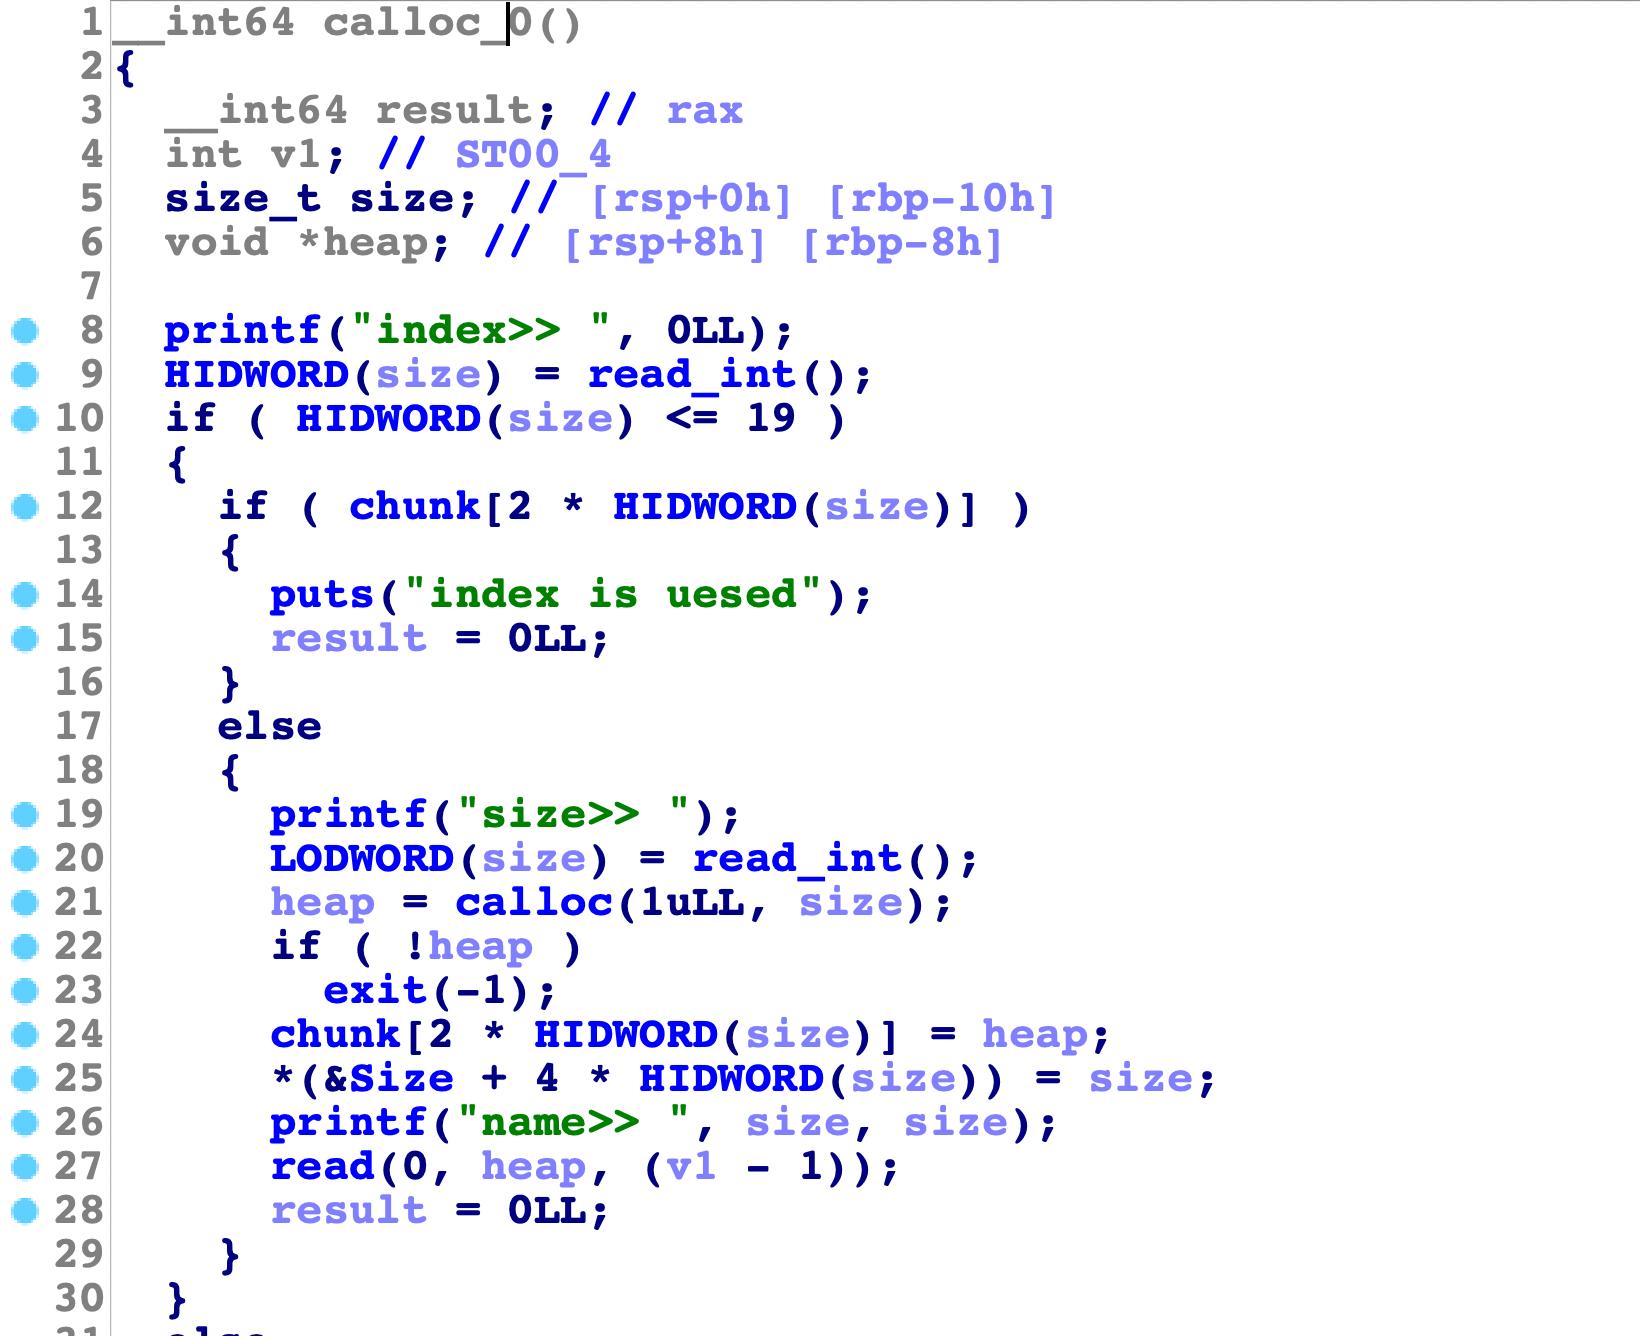 1 __int64 calloc_0()
2 {
3 __int64 result; // rax
4 int v1; // ST00_4
5 size_t size; // [rsp+0h] [rbp-10h]
6 void *heap; // [rsp+8h] [rbp-8h]
7
8 printf("index>> ", 0LL);
9 HIDWORD(size) = read_int();
10 if ( HIDWORD(size) <= 19 )
11 {
12 if ( chunk[2 * HIDWORD(size)] )
13 {
14 puts("index is uesed");
15 result = 0LL;
16 }
17 else
18 {
19 printf("size>> ");
20 LODWORD(size) = read_int();
21 heap = calloc(1uLL, size);
22 if ( !heap )
23 exit(-1);
24 chunk[2 * HIDWORD(size)] = heap;
25 *(&Size + 4 * HIDWORD(size)) = size;
26 printf("name>> ", size, size);
27 read(0, heap, (v1 - 1));
28 result = 0LL;
29 }
30 }
31 else